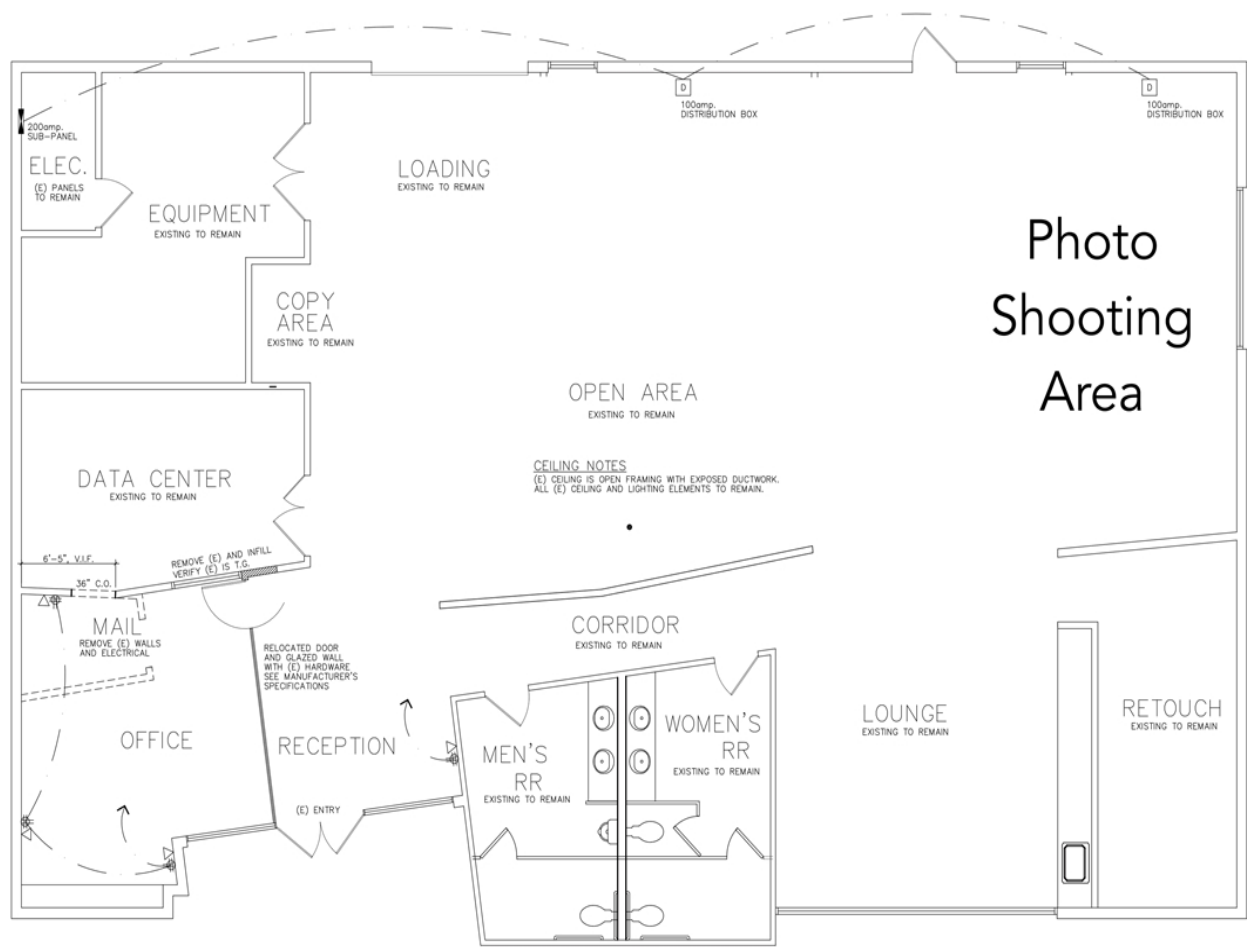 200amp.
SUB-PANEL
ELEC.
(E) PANELS
TO REMAIN
EQUIPMENT
EXISTING TO REMAIN
LOADING
EXISTING TO REMAIN
D
100amp.
DISTRIBUTION BOX
D
100amp.
DISTRIBUTION BOX
Photo
Shooting
Area
COPY
AREA
EXISTING TO REMAIN
OPEN AREA
EXISTING TO REMAIN
CEILING NOTES
(E) CEILING IS OPEN FRAMING WITH EXPOSED DUCTWORK.
ALL (E) CEILING AND LIGHTING ELEMENTS TO REMAIN.
DATA CENTER
EXISTING TO REMAIN
6'-5", V.I.F.
36" C.O.
REMOVE (E) AND INFILL
VERIFY (E) IS T.G.
MAIL
REMOVE (E) WALLS
AND ELECTRICAL
RELOCATED DOOR
AND GLAZED WALL
WITH (E) HARDWARE
SEE MANUFACTURER'S
SPECIFICATIONS
CORRIDOR
EXISTING TO REMAIN
OFFICE
RECEPTION
(E) ENTRY
MEN'S
RR
EXISTING TO REMAIN
WOMEN'S
RR
EXISTING TO REMAIN
LOUNGE
EXISTING TO REMAIN
RETOUCH
EXISTING TO REMAIN